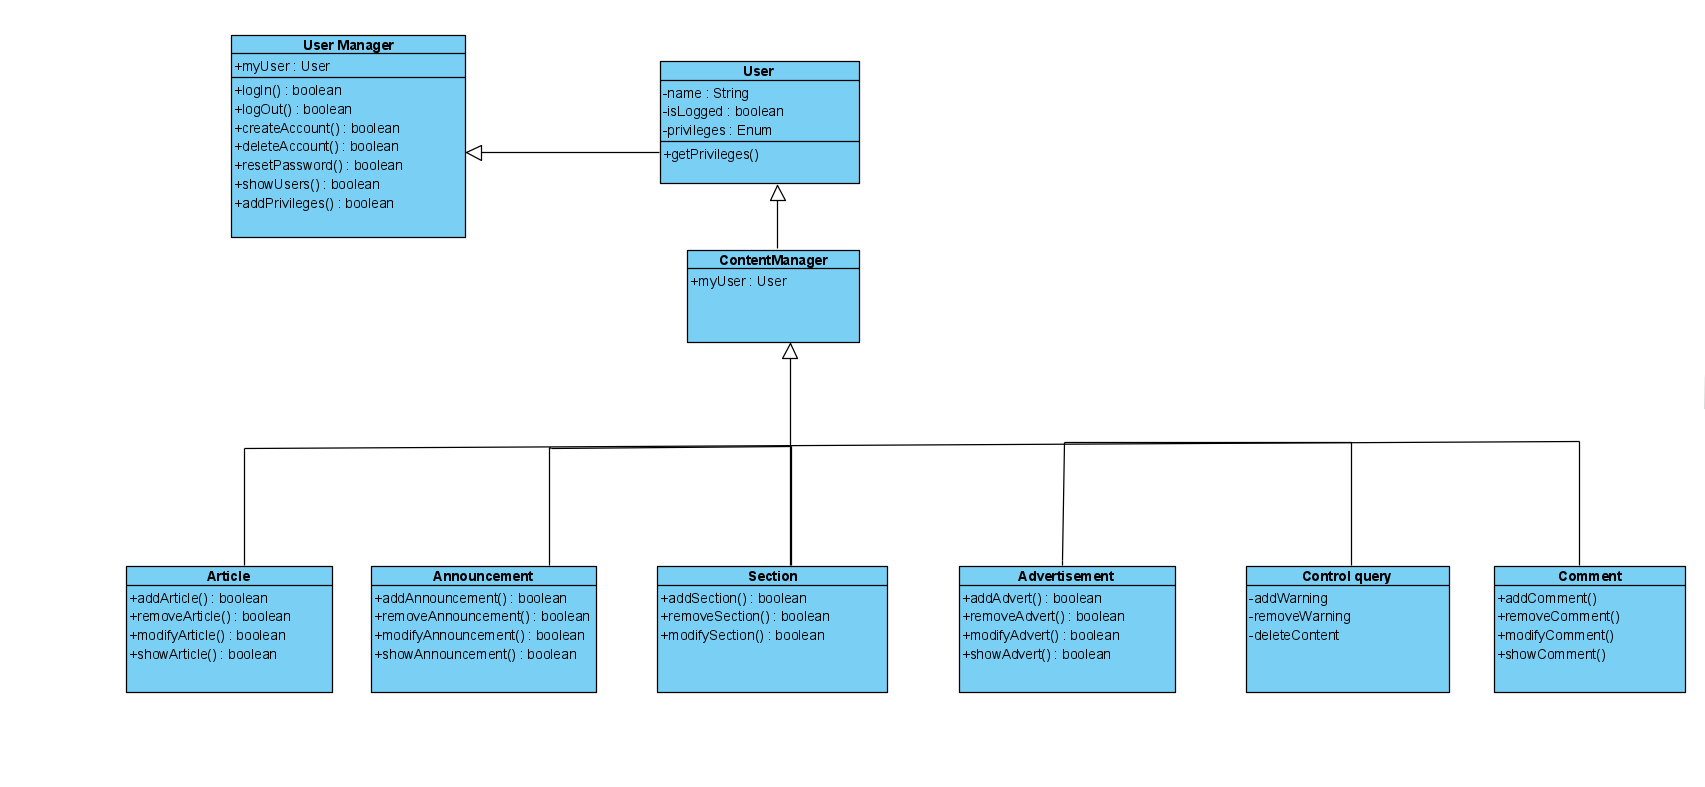 User Manager
+myUser : User
+logIn() : boolean
+logOut() : boolean
+createAccount() : boolean
+deleteAccount() : boolean
+resetPassword() : boolean
+showUsers() : boolean
+addPrivileges() : boolean
User
-name : String
-isLogged : boolean
-privileges : Enum
+getPrivileges()
ContentManager
+myUser : User
Article
+addArticle() : boolean
+removeArticle() : boolean
+modifyArticle() : boolean
+showArticle() : boolean
Announcement
+addAnnouncement() : boolean
+removeAnnouncement() : boolean
+modifyAnnouncement() : boolean
+showAnnouncement() : boolean
Section
+addSection() : boolean
+removeSection() : boolean
+modifySection() : boolean
Advertisement
+addAdvert() : boolean
+removeAdvert() : boolean
+modifyAdvert() : boolean
+showAdvert() : boolean
Control query
-addWarning
-removeWarning
-deleteContent
Comment
+addComment()
+removeComment()
+modifyComment()
+showComment()